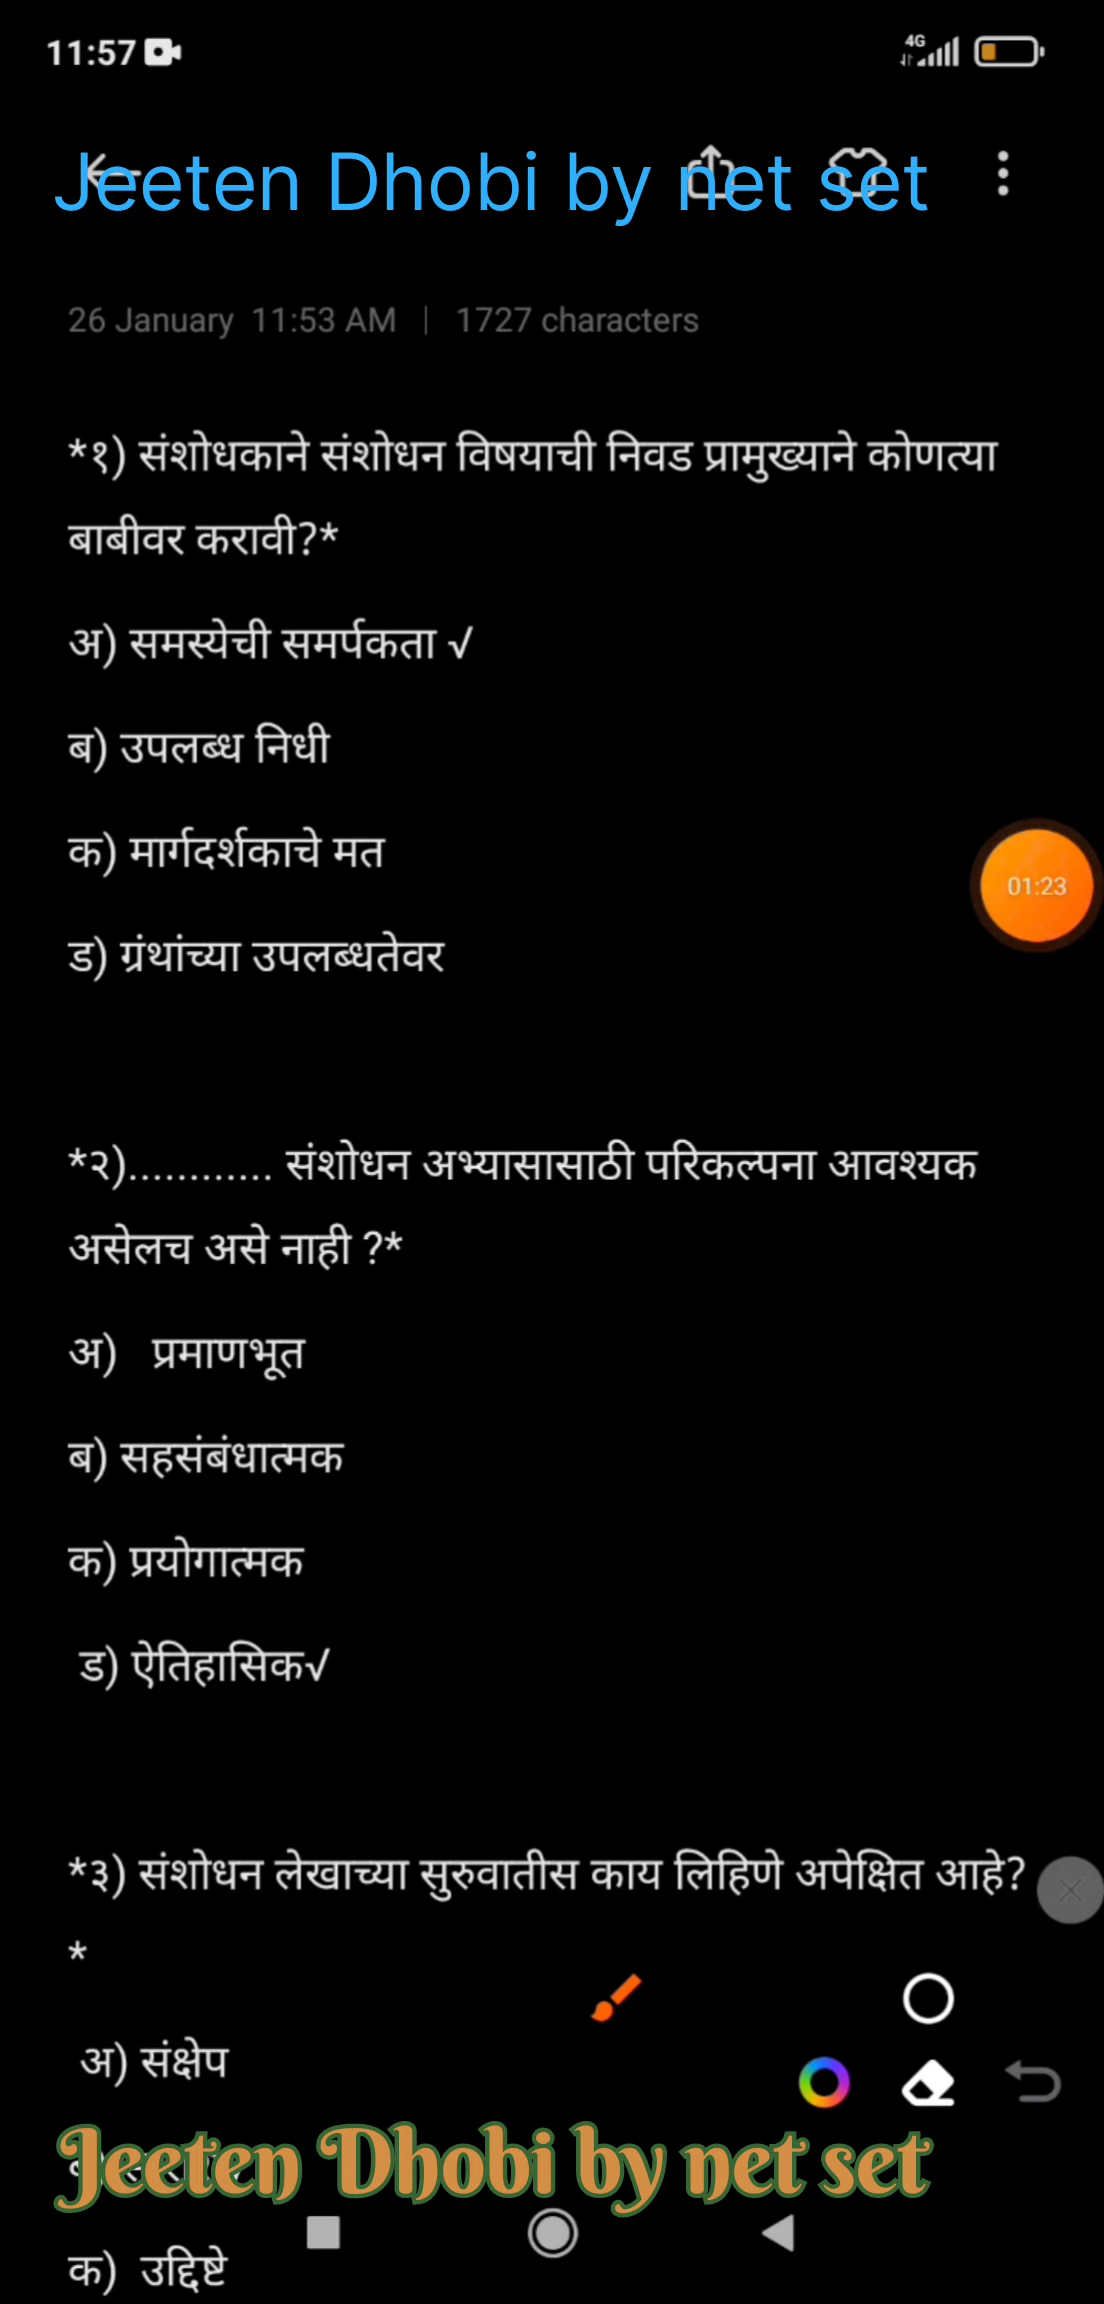 11:57
4G
Jeeten Dhobi by net set
26 January 11:53 AM | 1727 characters
*१) संशोधकाने संशोधन विषयाची निवड प्रामुख्याने कोणत्या
बाबीवर करावी?*
अ) समस्येची समर्पकता √
ब) उपलब्ध निधी
क) मार्गदर्शकाचे मत
01:23
ड) ग्रंथांच्या उपलब्धतेवर
*२)............ संशोधन अभ्यासासाठी परिकल्पना आवश्यक
असेलच असे नाही ?*
अ) प्रमाणभूत
ब) सहसंबंधात्मक
क) प्रयोगात्मक
ड) ऐतिहासिक√
*३) संशोधन लेखाच्या सुरुवातीस काय लिहिणे अपेक्षित आहे?
*
अ) संक्षेप
Jeeten Dhobi by net set
क) उद्दिष्टे